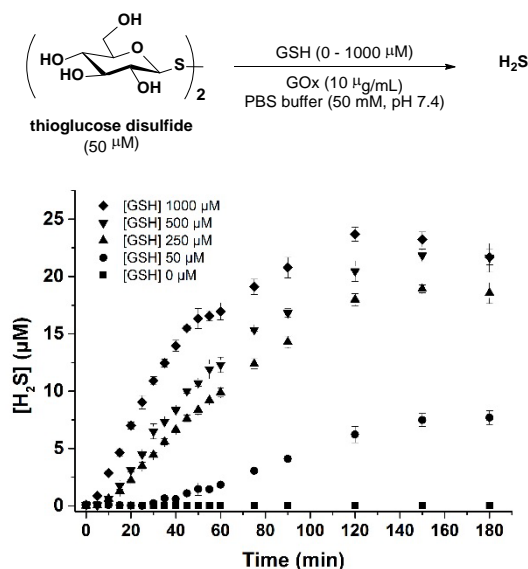 OH
HO
HO
O
OH
S
2
thioglucose disulfide
(50 μM)
GSH (0 - 1000 μM)
GOx (10 μg/mL)
PBS buffer (50 mM, pH 7.4)
H2S
[GSH] 1000 μM
[GSH] 500 μM
[GSH] 250 μM
[GSH] 50 μM
[GSH] 0 μM
[H2S] (μM)
25
20
15
10
5
0
0 20 40 60 80 100 120 140 160 180
Time (min)